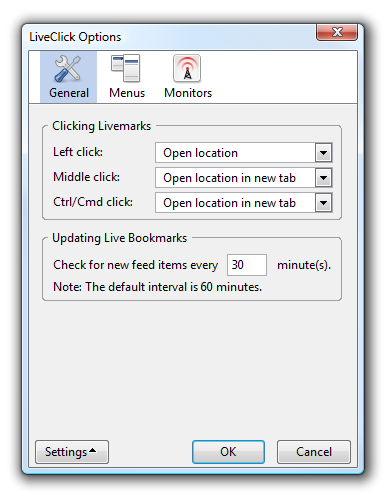 LiveClick Options
General Menus Monitors
Clicking Livemarks
Left click: Open location
Middle click: Open location in new tab
Ctrl/Cmd click: Open location in new tab
Updating Live Bookmarks
Check for new feed items every 30 minute(s).
Note: The default interval is 60 minutes.
Settings OK Cancel